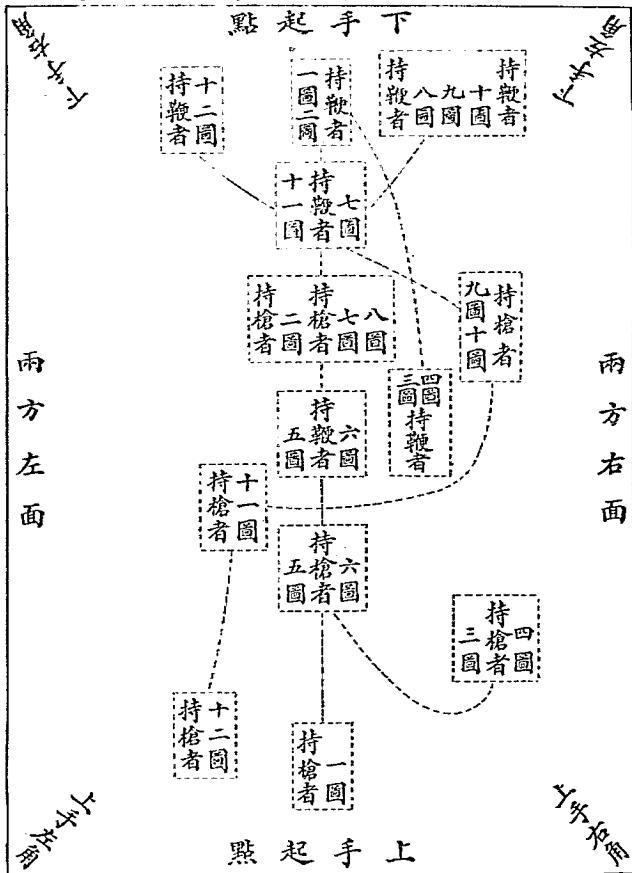 下手起點
下手左角
下手右角
持鞭者
十圖
九圖
八圖
持鞭者
持鞭者
一圖二圖
十二圖
持鞭者
七圖
持鞭者
十一圖
八圖
七圖
持槍者
二圖
持槍者
持槍者
九圖十圖
兩方右面
兩方左面
四圖
三圖
持鞭者
六圖
持鞭者
五圖
十一圖
持槍者
六圖
持槍者
五圖
四圖
持槍者
三圖
十二圖
持槍者
一圖
持槍者
上手右角
上手左角
上手起點